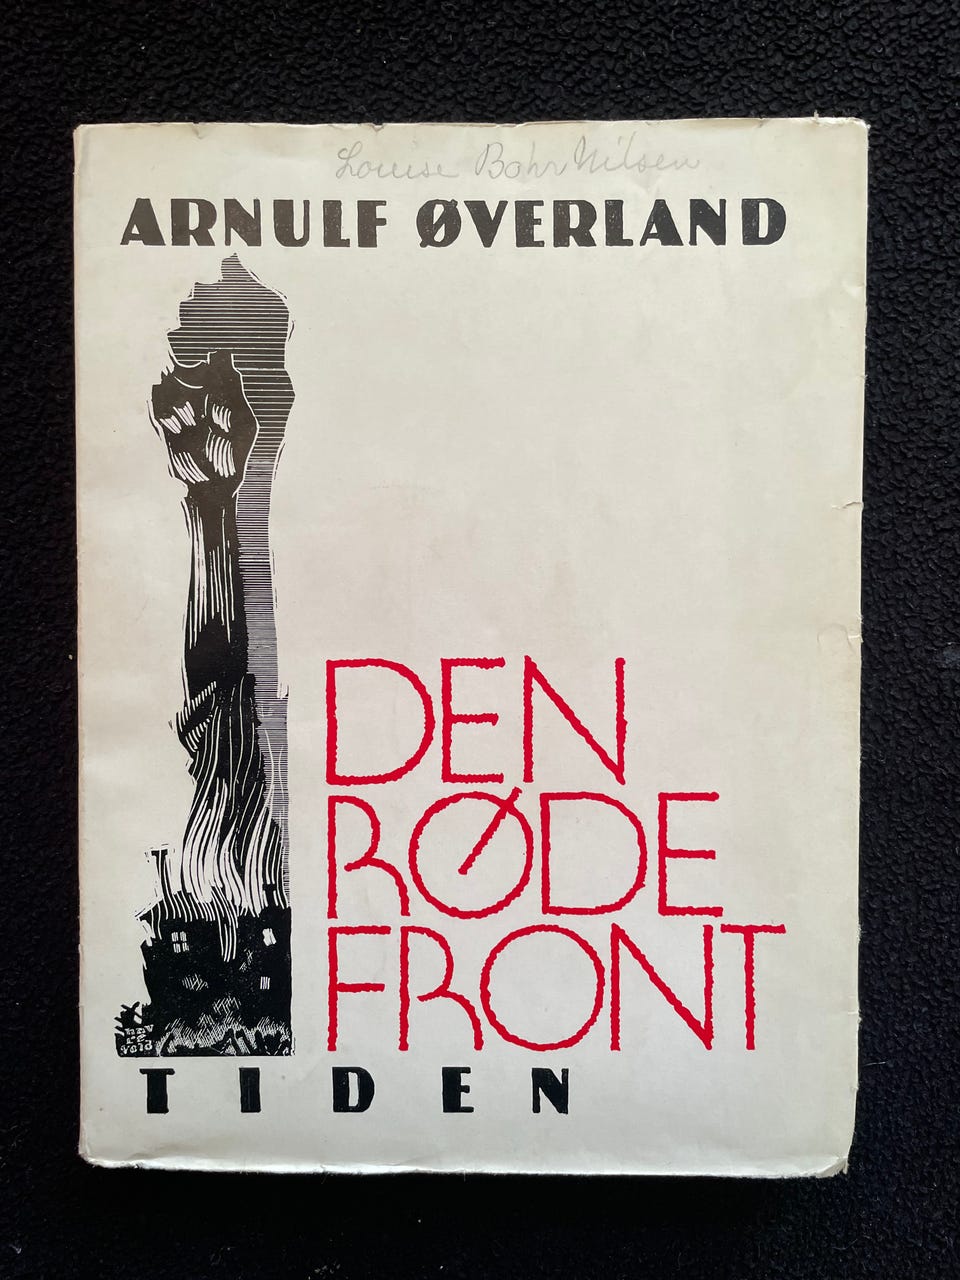 Louise Bohr Nilsen
ARNULF ØVERLAND
DEN
RØDE
FRONT
TIDEN